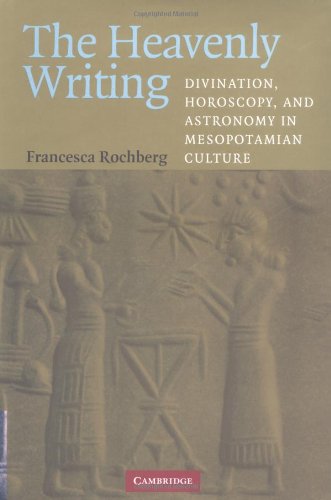 The Heavenly
Writing
DIVINATION,
HOROSCOPY, AND
ASTRONOMY IN
MESOPOTAMIAN
CULTURE
Francesca Rochberg
CAMBRIDGE